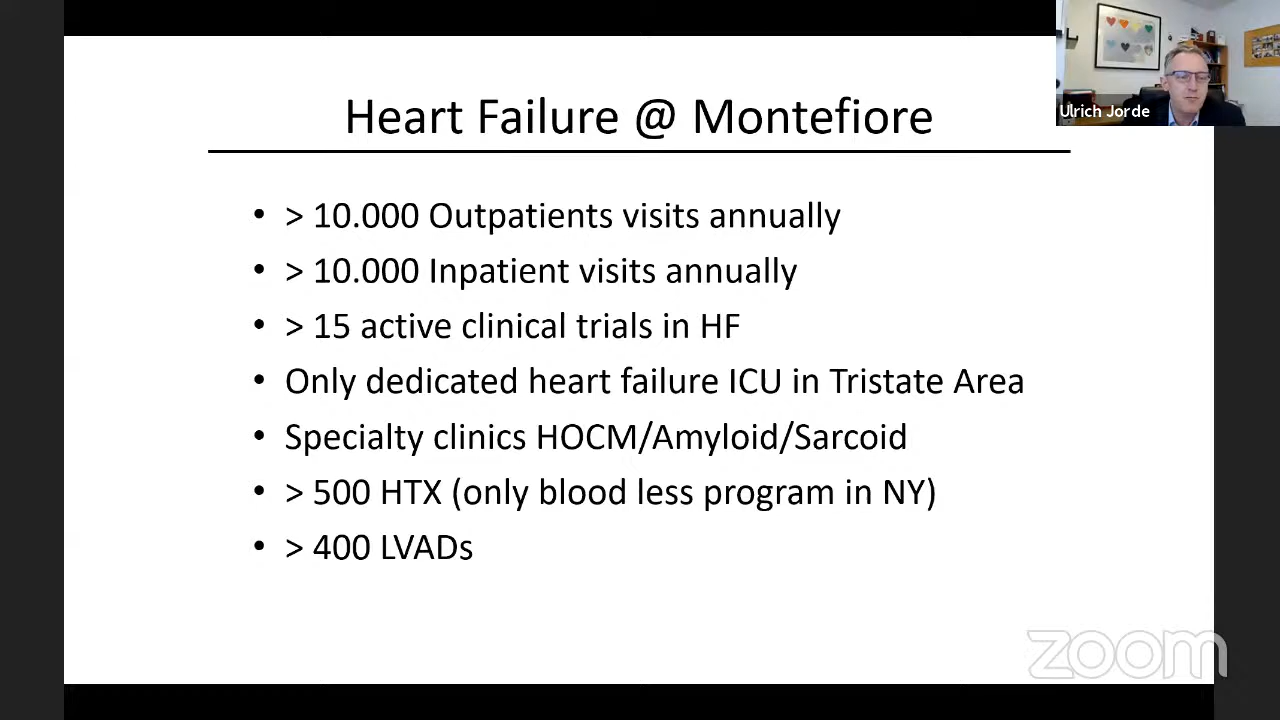 Heart Failure @ Montefiore
Ulrich Jorde
• > 10.000 Outpatients visits annually
• > 10.000 Inpatient visits annually
• > 15 active clinical trials in HF
• Only dedicated heart failure ICU in Tristate Area
• Specialty clinics HOCM/Amyloid/Sarcoid
• > 500 HTX (only blood less program in NY)
• > 400 LVADs
zoom